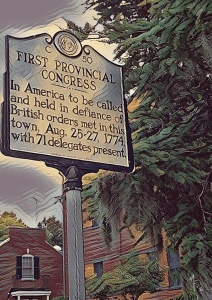 C
50
FIRST PROVINCIAL
CONGRESS
In America to be called
and held in defiance of
British orders met in this
town, Aug. 25-27, 1774,
with 71 delegates present.